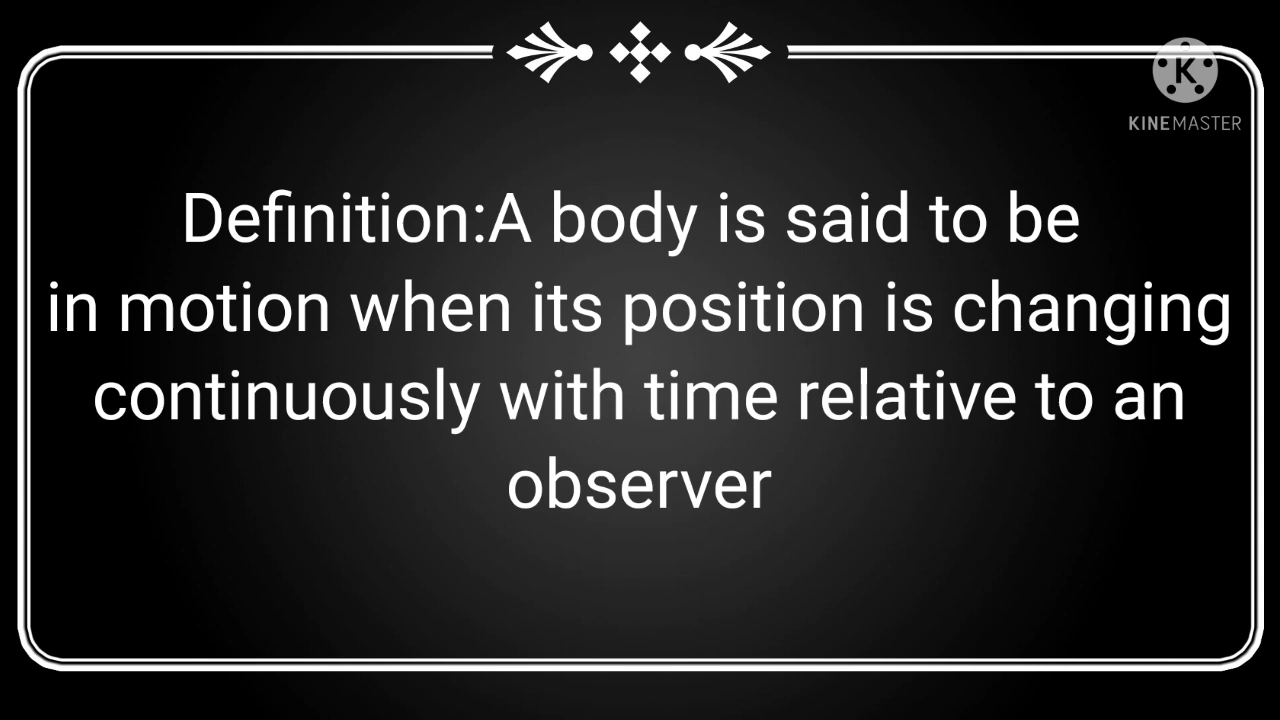 K
KINEMASTER
Definition:A body is said to be
in motion when its position is changing
continuously with time relative to an
observer